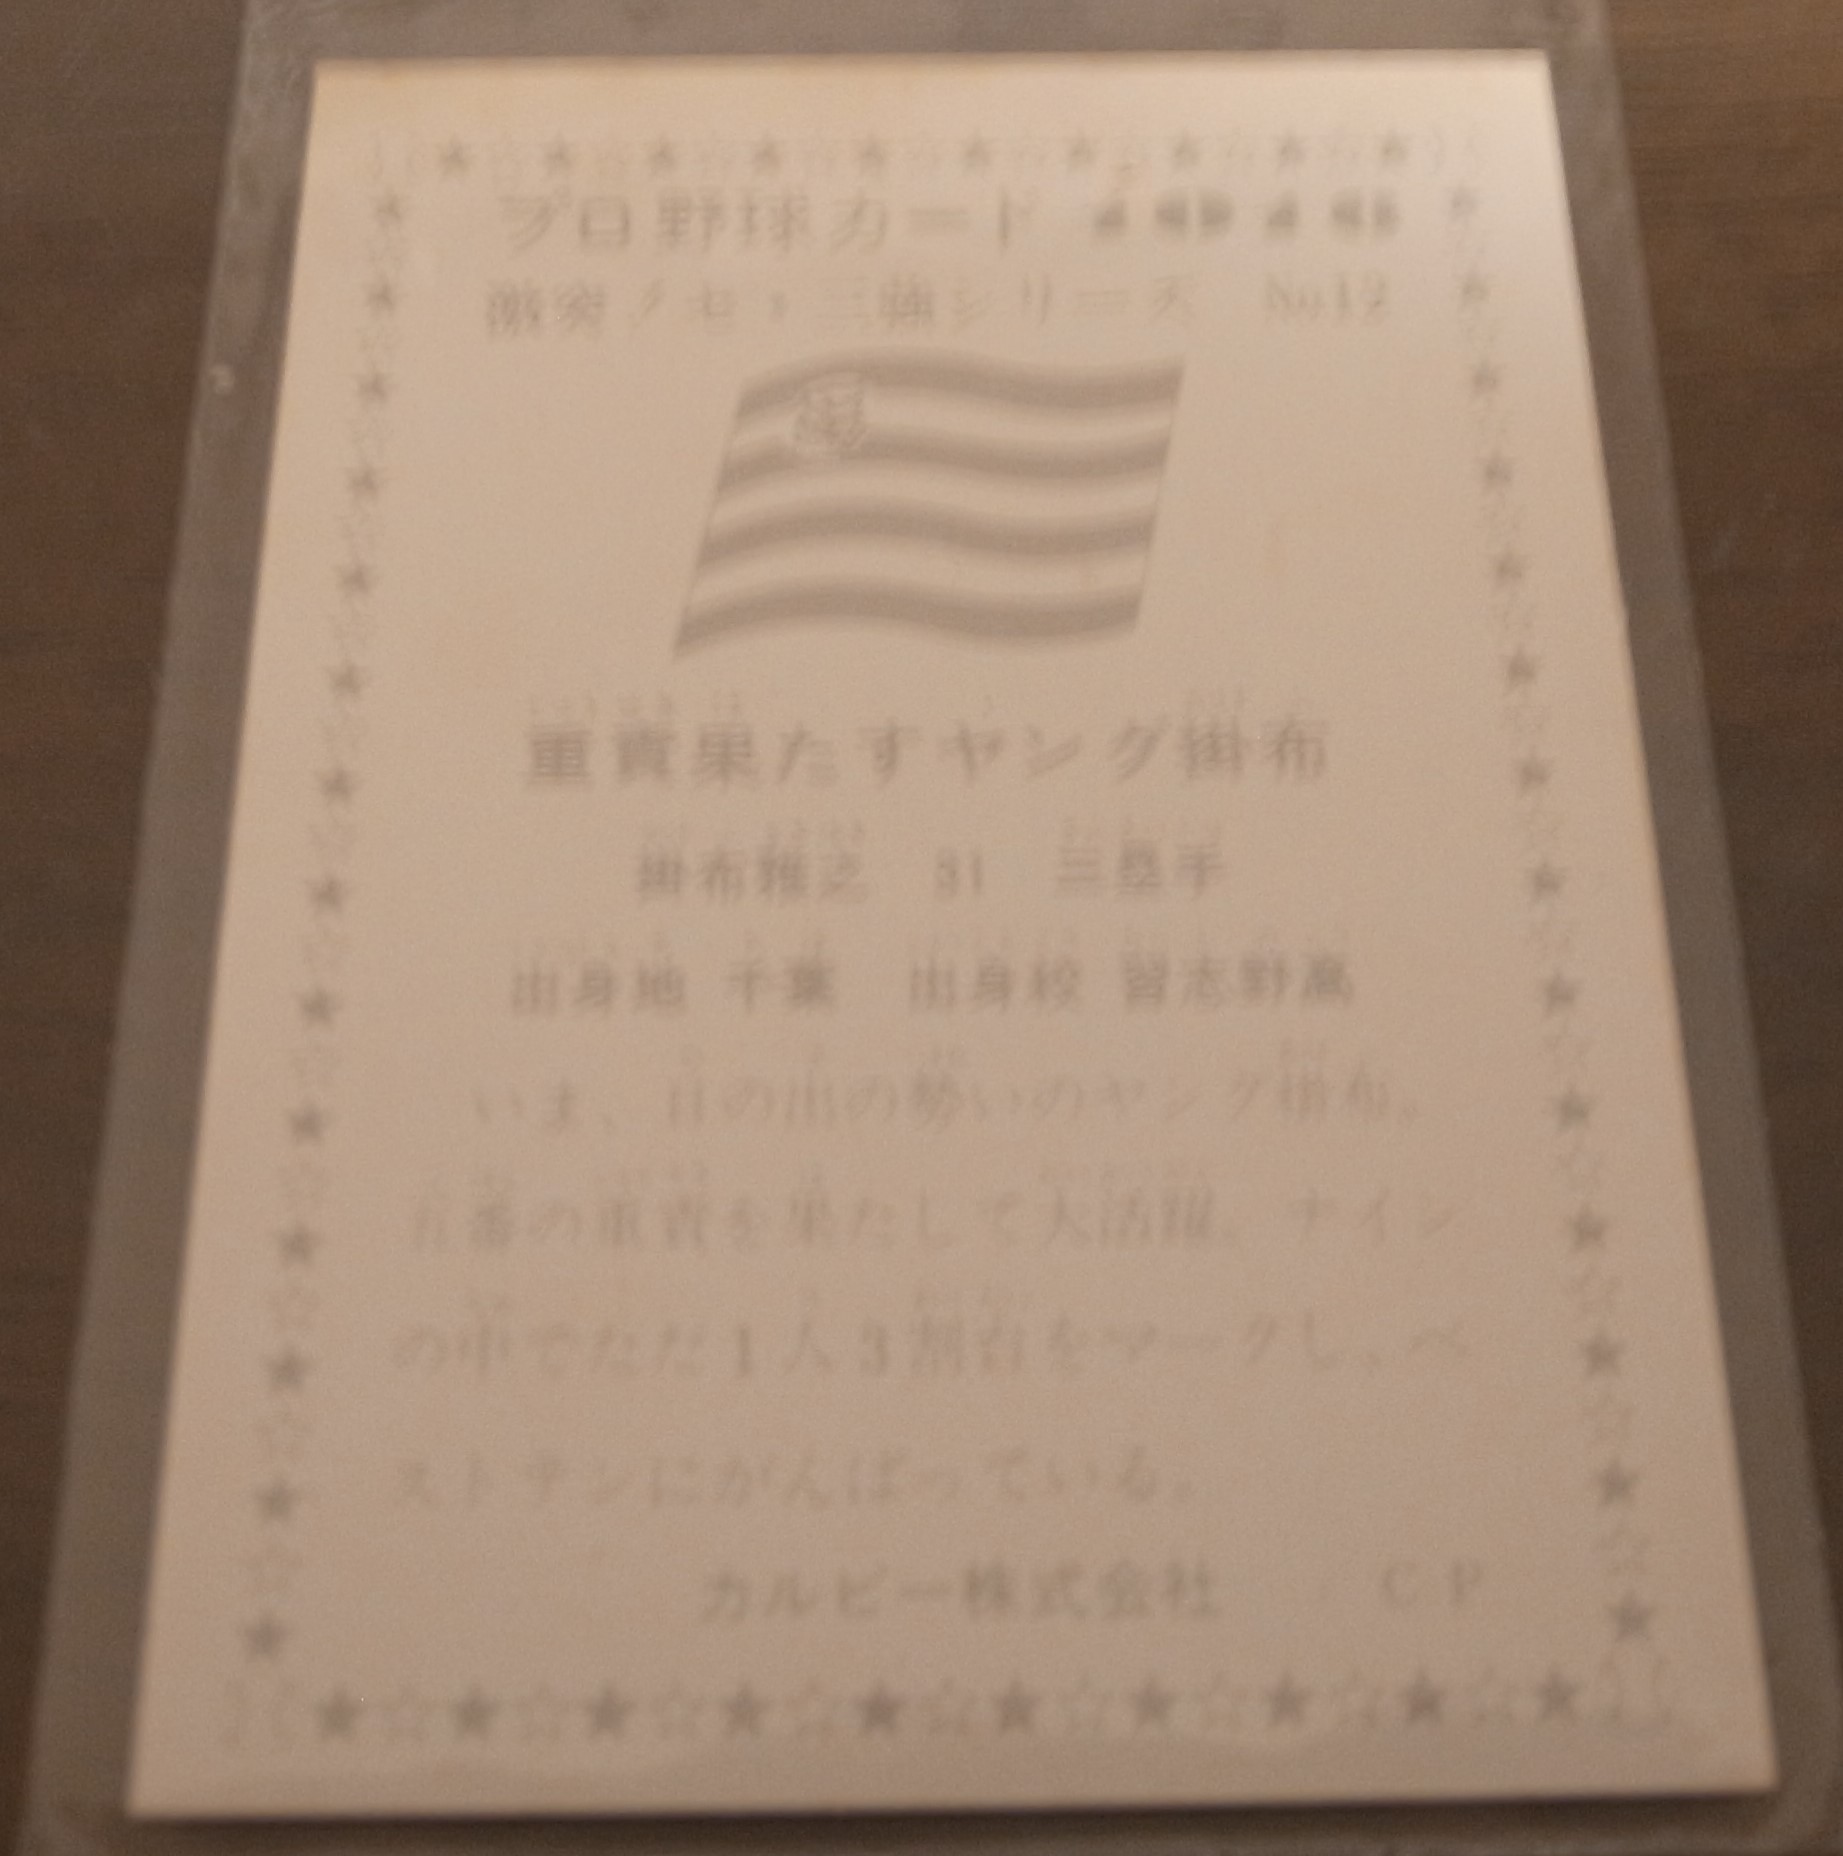 プロ野球カード
激突！セ・三強シリーズ No.12
重責果たすヤング掛布
掛布雅之 31 三塁手
出身地 千葉 出身校 習志野高
いま、日の出の勢いのヤング掛布。
五番の重責を果たして大活躍。ナイン
の中でただ1人3割台をマークし、ベ
ストテンにがんばっている。
カルビー株式会社 CP